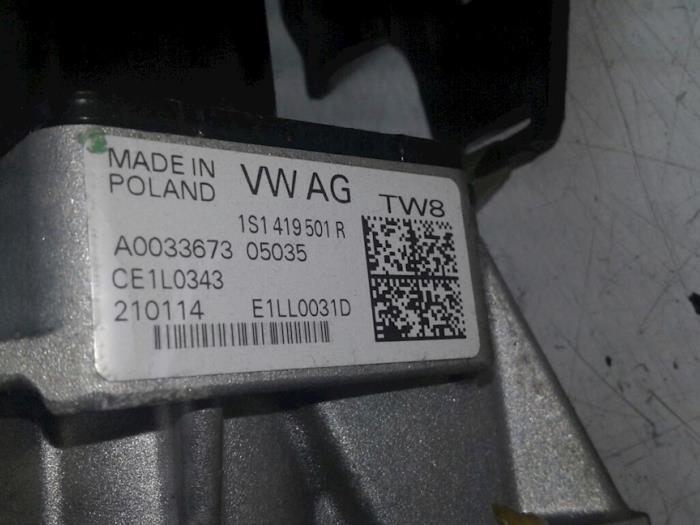 MADE IN
POLAND
VW AG
TW8
1S1 419 501 R
A0033673 05035
CE1L0343
210114 E1LL0031D